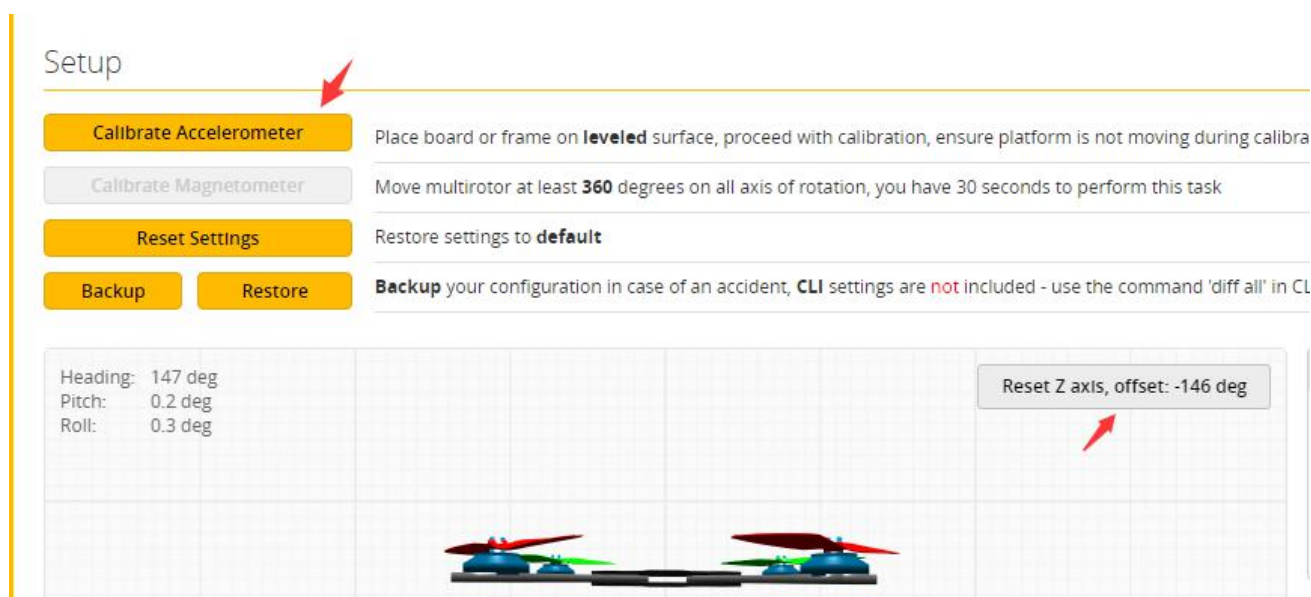 Setup
Calibrate Accelerometer
Place board or frame on leveled surface, proceed with calibration, ensure platform is not moving during calibra
Calibrate Magnetometer
Move multirotor at least 360 degrees on all axis of rotation, you have 30 seconds to perform this task
Reset Settings
Restore settings to default
Backup Restore
Backup your configuration in case of an accident, CLI settings are not included - use the command 'diff all' in CL
Heading: 147 deg
Pitch: 0.2 deg
Roll: 0.3 deg
Reset Z axis, offset: -146 deg